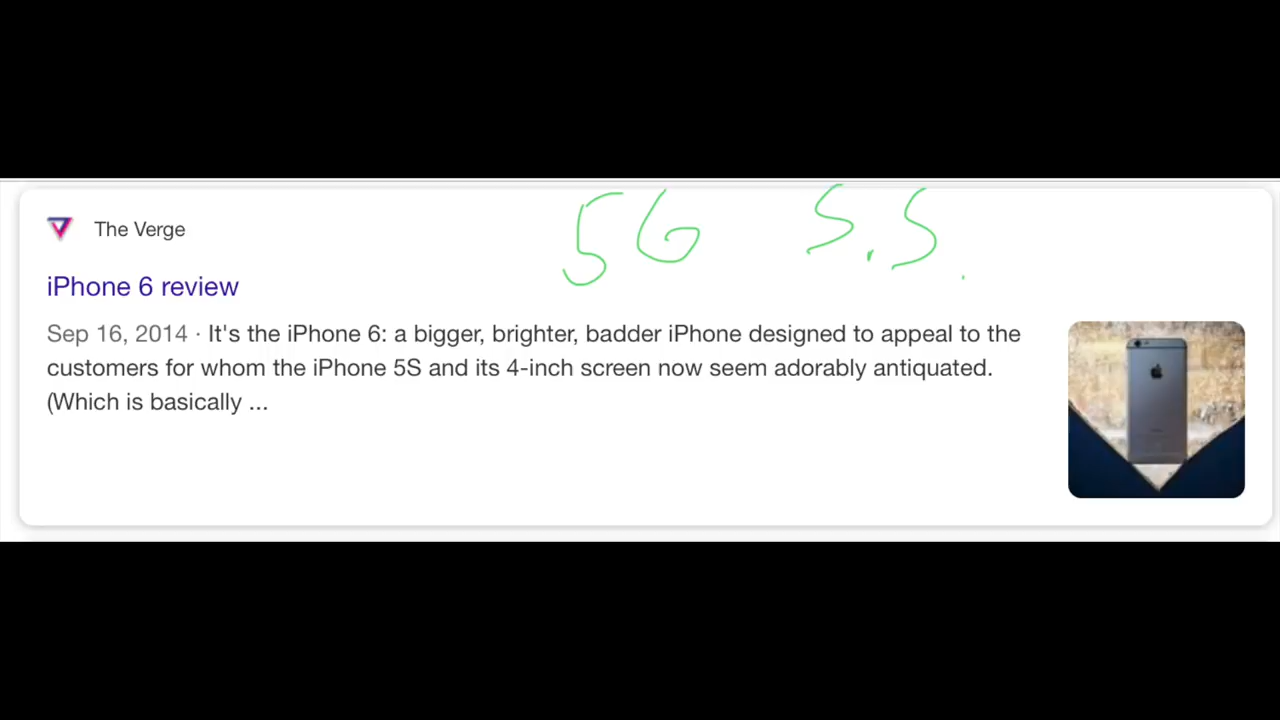 5G 5.5
The Verge
iPhone 6 review
Sep 16, 2014 · It's the iPhone 6: a bigger, brighter, badder iPhone designed to appeal to the
customers for whom the iPhone 5S and its 4-inch screen now seem adorably antiquated.
(Which is basically ...